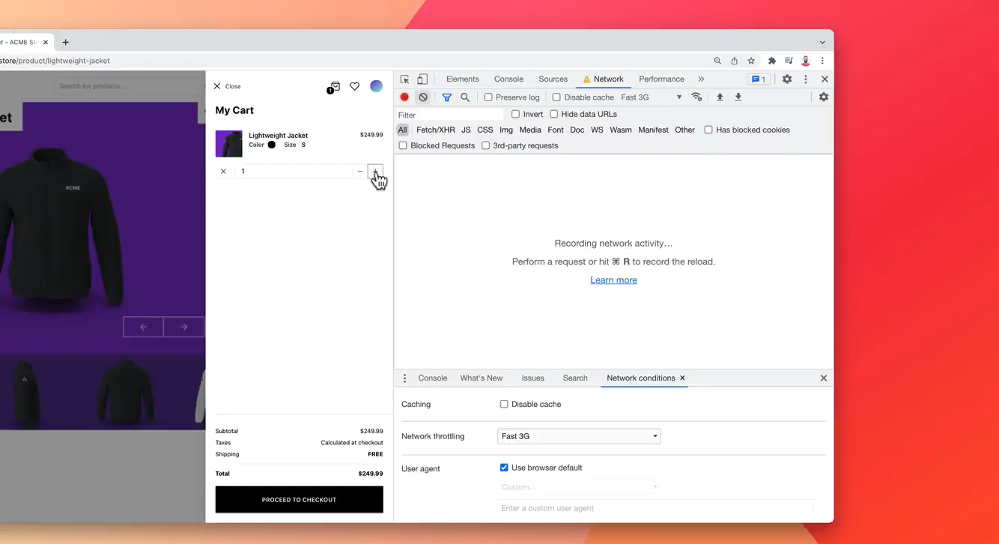 et - ACME Sto
store/product/lightweight-jacket
Search for products...
ket
ACME
Close
1
My Cart
Lightweight Jacket
$249.99
Color
Size S
1
Subtotal
$249.99
Taxes
Calculated at checkout
Shipping
FREE
Total
$249.99
PROCEED TO CHECKOUT
Elements Console Sources Network Performance 1
Preserve log Disable cache Fast 3G
Filter Invert Hide data URLs
All Fetch/XHR JS CSS Img Media Font Doc WS Wasm Manifest Other Has blocked cookies
Blocked Requests 3rd-party requests
Recording network activity…
Perform a request or hit ⌘ R to record the reload.
Learn more
Console What's New Issues Search Network conditions
Caching Disable cache
Network throttling Fast 3G
User agent Use browser default
Custom...
Enter a custom user agent